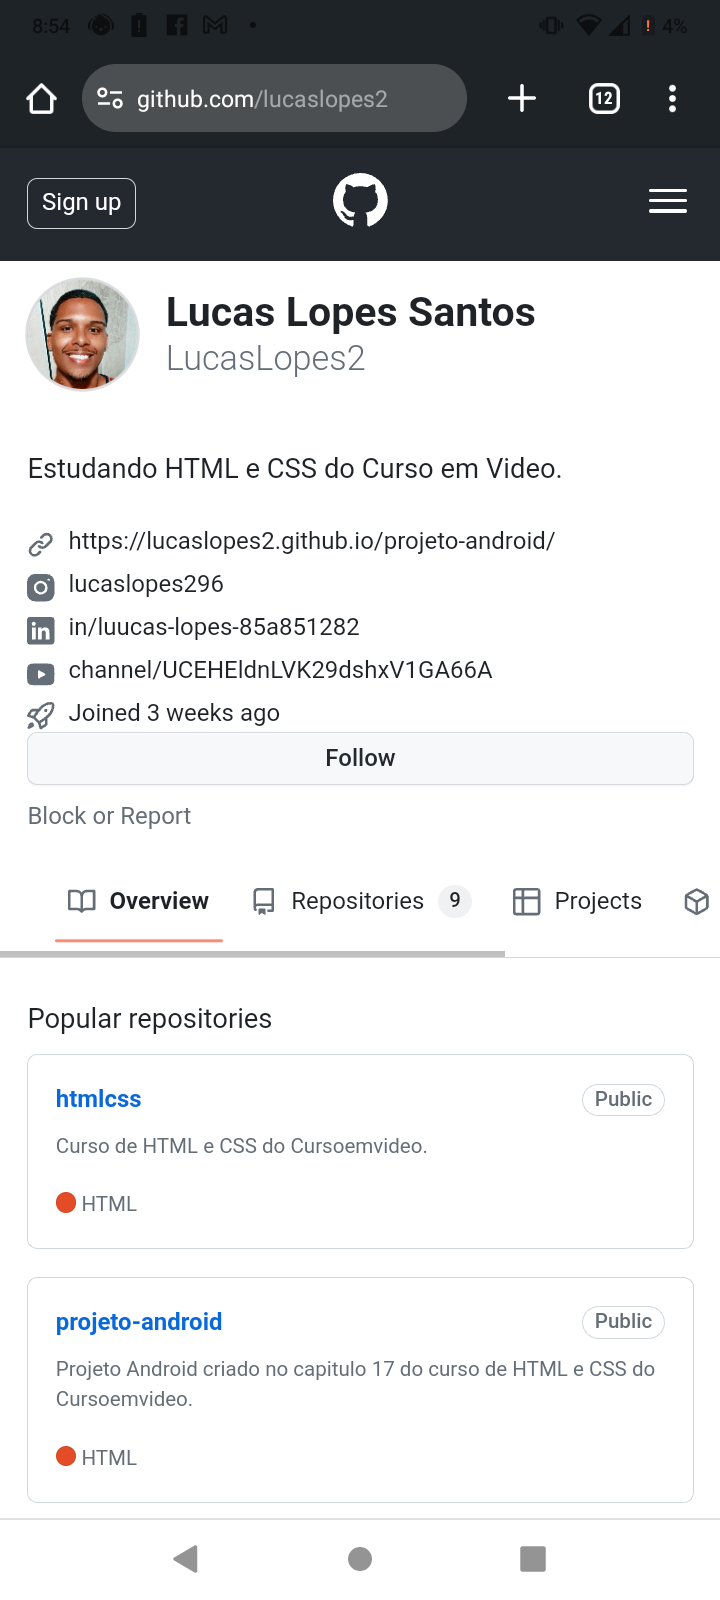 8:54
4%
github.com/lucaslopes2
12
Sign up
Lucas Lopes Santos
LucasLopes2
Estudando HTML e CSS do Curso em Video.
https://lucaslopes2.github.io/projeto-android/
lucaslopes296
in/luucas-lopes-85a851282
channel/UCEHEldnLVK29dshxV1GA66A
Joined 3 weeks ago
Follow
Block or Report
Overview
Repositories 9
Projects
Popular repositories
htmlcss Public
Curso de HTML e CSS do Cursoemvideo.
HTML
projeto-android Public
Projeto Android criado no capitulo 17 do curso de HTML e CSS do
Cursoemvideo.
HTML